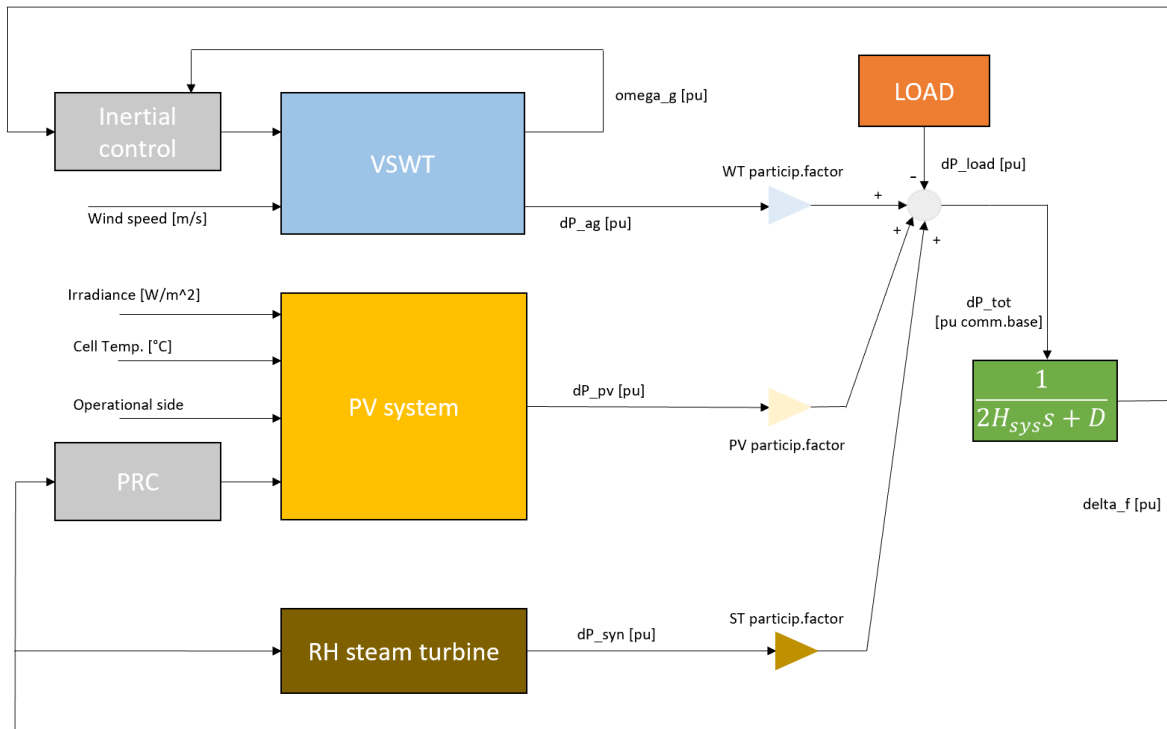 LOAD
omega_g [pu]
Inertial
control
VSWT
dP_load [pu]
WT particip.factor
-
+
Wind speed [m/s]
dP_ag [pu]
+
+
Irradiance [W/m^2]
dP_tot
[pu comm.base]
Cell Temp. [°C]
dP_pv [pu]
1
2H_{sys}s + D
Operational side
PV system
PV particip.factor
PRC
delta_f [pu]
ST particip.factor
dP_syn [pu]
RH steam turbine